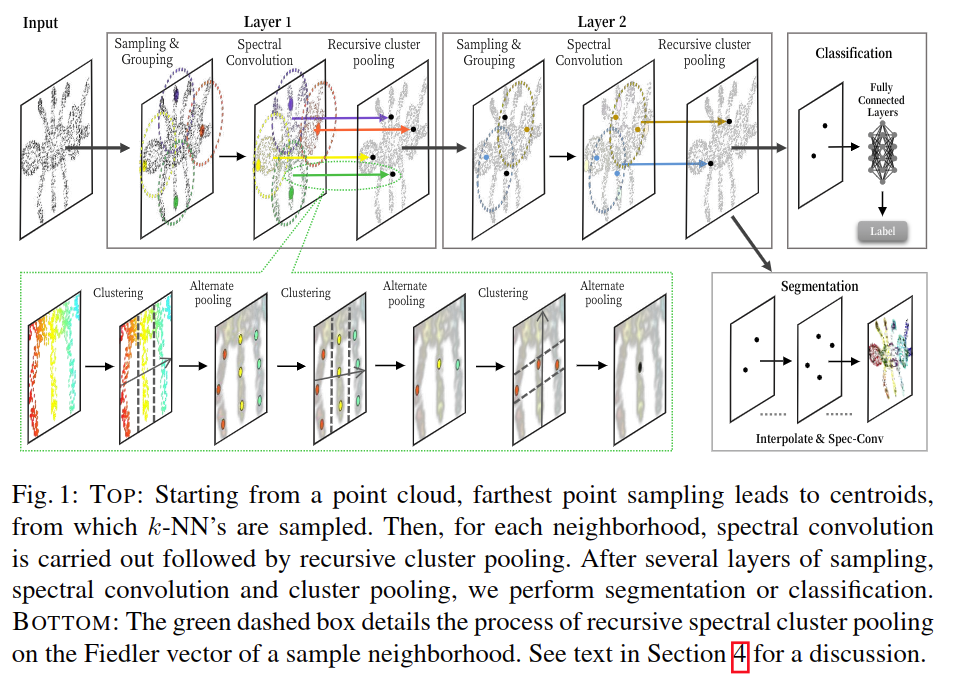 Input
Layer 1
Layer 2
Sampling &
Grouping
Spectral
Convolution
Recursive cluster
pooling
Sampling &
Grouping
Spectral
Convolution
Recursive cluster
pooling
Classification
Fully
Connected
Layers
Label
Clustering
Alternate
pooling
Clustering
Alternate
pooling
Clustering
Alternate
pooling
Segmentation
Interpolate & Spec-Conv
Fig. 1: TOP: Starting from a point cloud, farthest point sampling leads to centroids,
from which k-NN's are sampled. Then, for each neighborhood, spectral convolution
is carried out followed by recursive cluster pooling. After several layers of sampling,
spectral convolution and cluster pooling, we perform segmentation or classification.
BOTTOM: The green dashed box details the process of recursive spectral cluster pooling
on the Fiedler vector of a sample neighborhood. See text in Section 4 for a discussion.